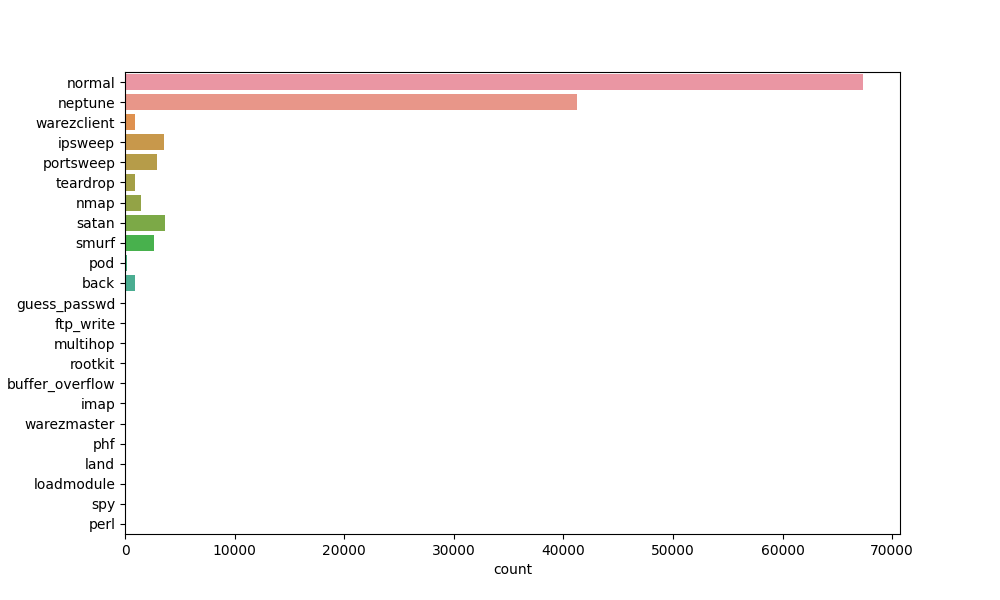 normal
neptune
warezclient
ipsweep
portsweep
teardrop
nmap
satan
smurf
pod
back
guess_passwd
ftp_write
multihop
rootkit
buffer_overflow
imap
warezmaster
phf
land
loadmodule
spy
perl
0 10000 20000 30000 40000 50000 60000 70000
count